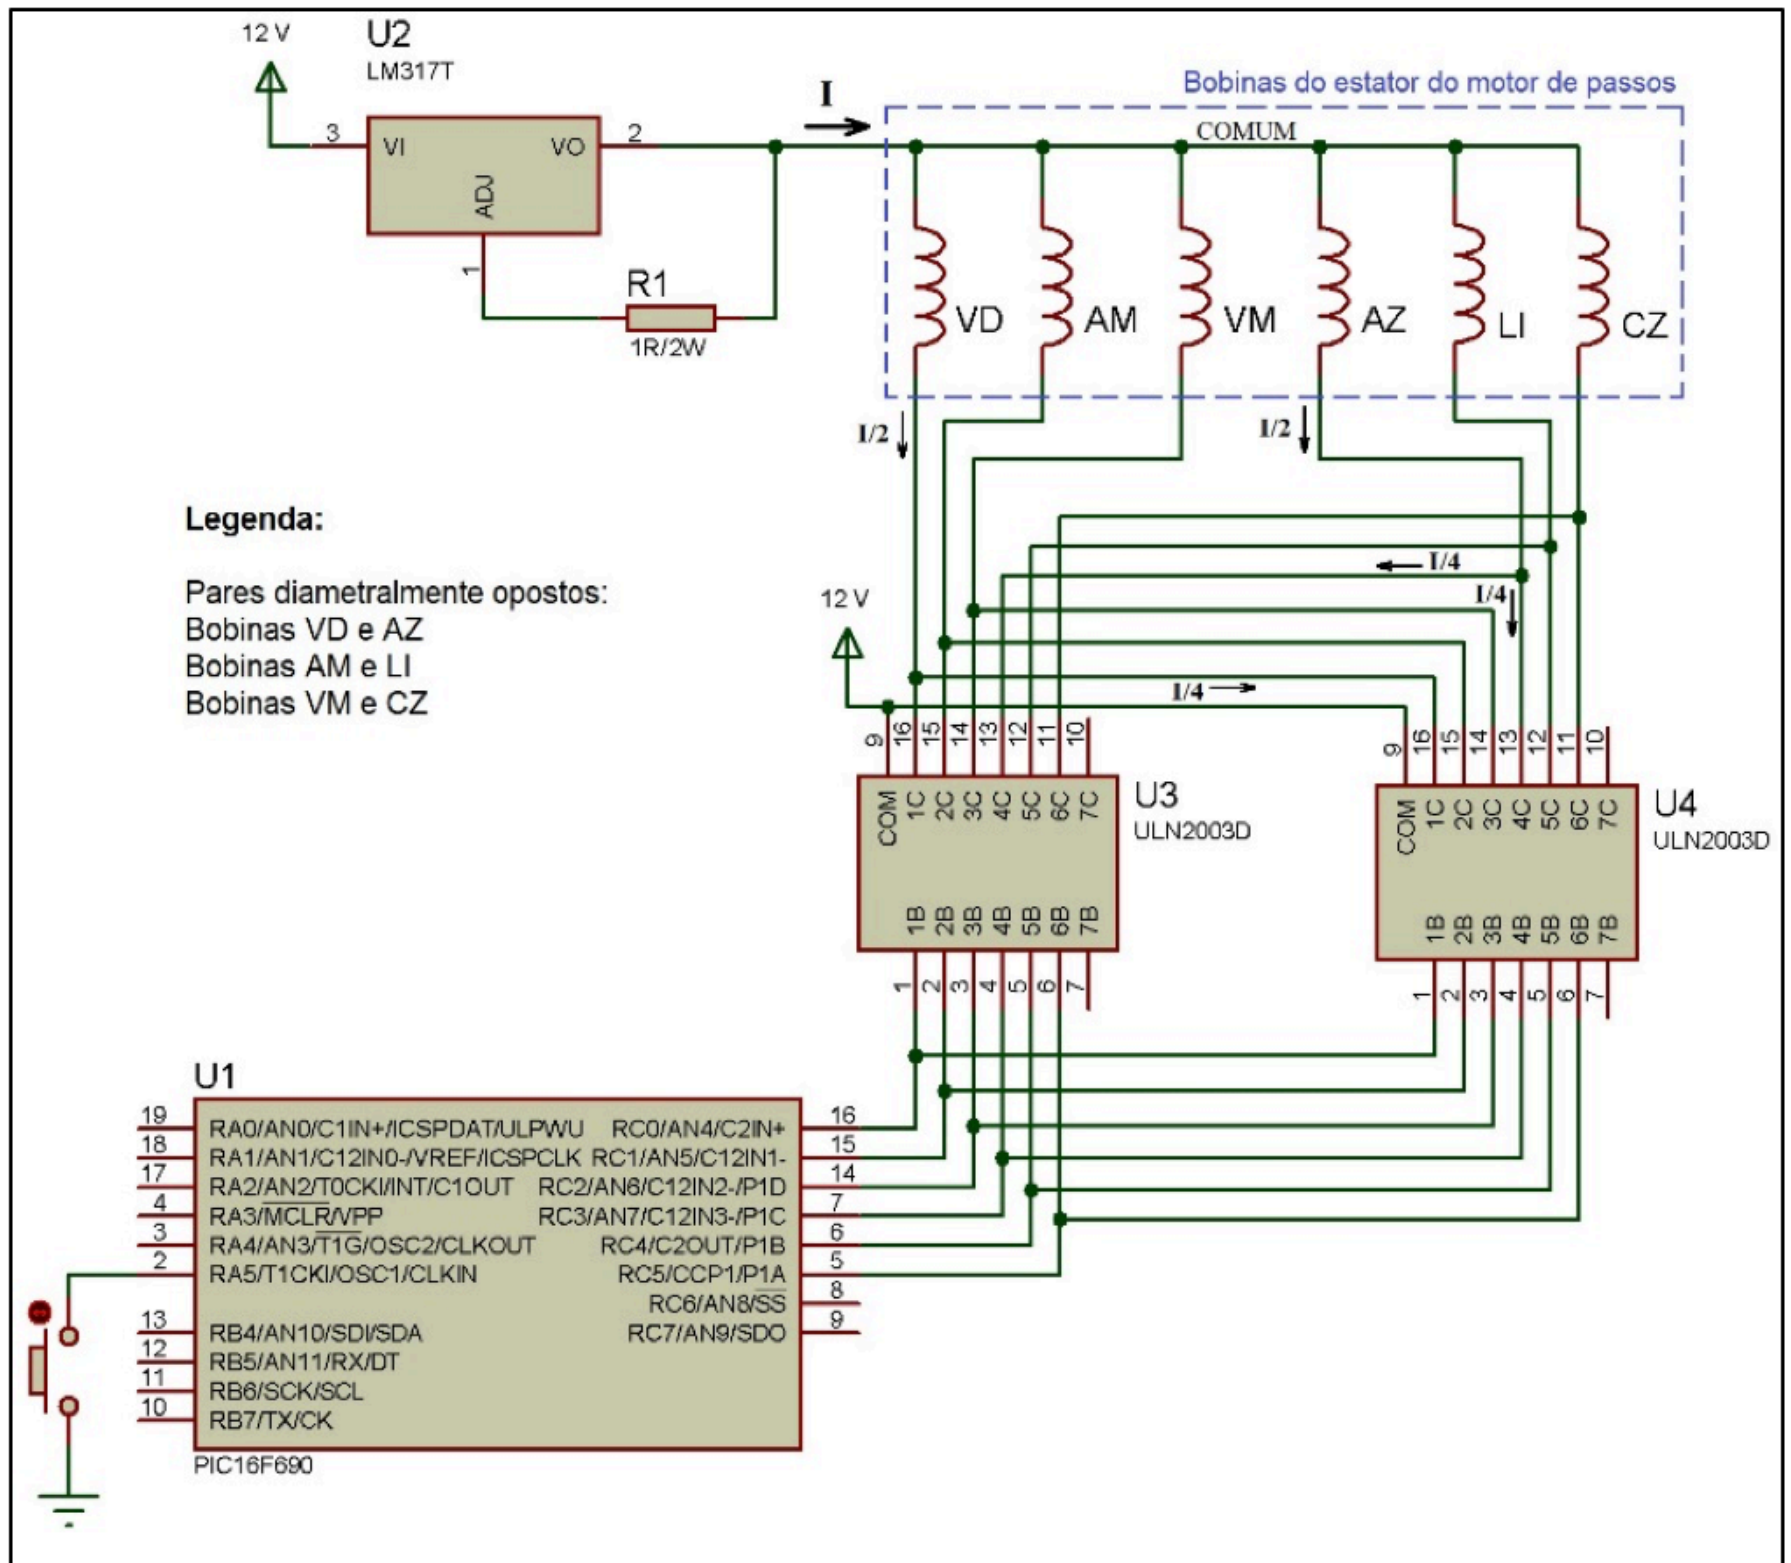 12 V
U2
LM317T
3
VI
VO
2
ADJ
1
R1
1R/2W
I
Bobinas do estator do motor de passos
COMUM
VD
AM
VM
AZ
LI
CZ
I/2
I/2
I/4
I/4
I/4
Legenda:
Pares diametralmente opostos:
Bobinas VD e AZ
Bobinas AM e LI
Bobinas VM e CZ
12 V
9 16 15 14 13 12 11 10
COM 1C 2C 3C 4C 5C 6C 7C
1B 2B 3B 4B 5B 6B 7B
1 2 3 4 5 6 7
U3
ULN2003D
9 16 15 14 13 12 11 10
COM 1C 2C 3C 4C 5C 6C 7C
1B 2B 3B 4B 5B 6B 7B
1 2 3 4 5 6 7
U4
ULN2003D
U1
19 RA0/AN0/C1IN+/ICSPDAT/ULPWU RC0/AN4/C2IN+ 16
18 RA1/AN1/C12IN0-/VREF/ICSPCLK RC1/AN5/C12IN1- 15
17 RA2/AN2/T0CKI/INT/C1OUT RC2/AN6/C12IN2-/P1D 14
4 RA3/MCLR/VPP RC3/AN7/C12IN3-/P1C 7
3 RA4/AN3/T1G/OSC2/CLKOUT RC4/C2OUT/P1B 6
2 RA5/T1CKI/OSC1/CLKIN RC5/CCP1/P1A 5
RC6/AN8/SS 8
13 RB4/AN10/SDI/SDA RC7/AN9/SDO 9
12 RB5/AN11/RX/DT
11 RB6/SCK/SCL
10 RB7/TX/CK
PIC16F690